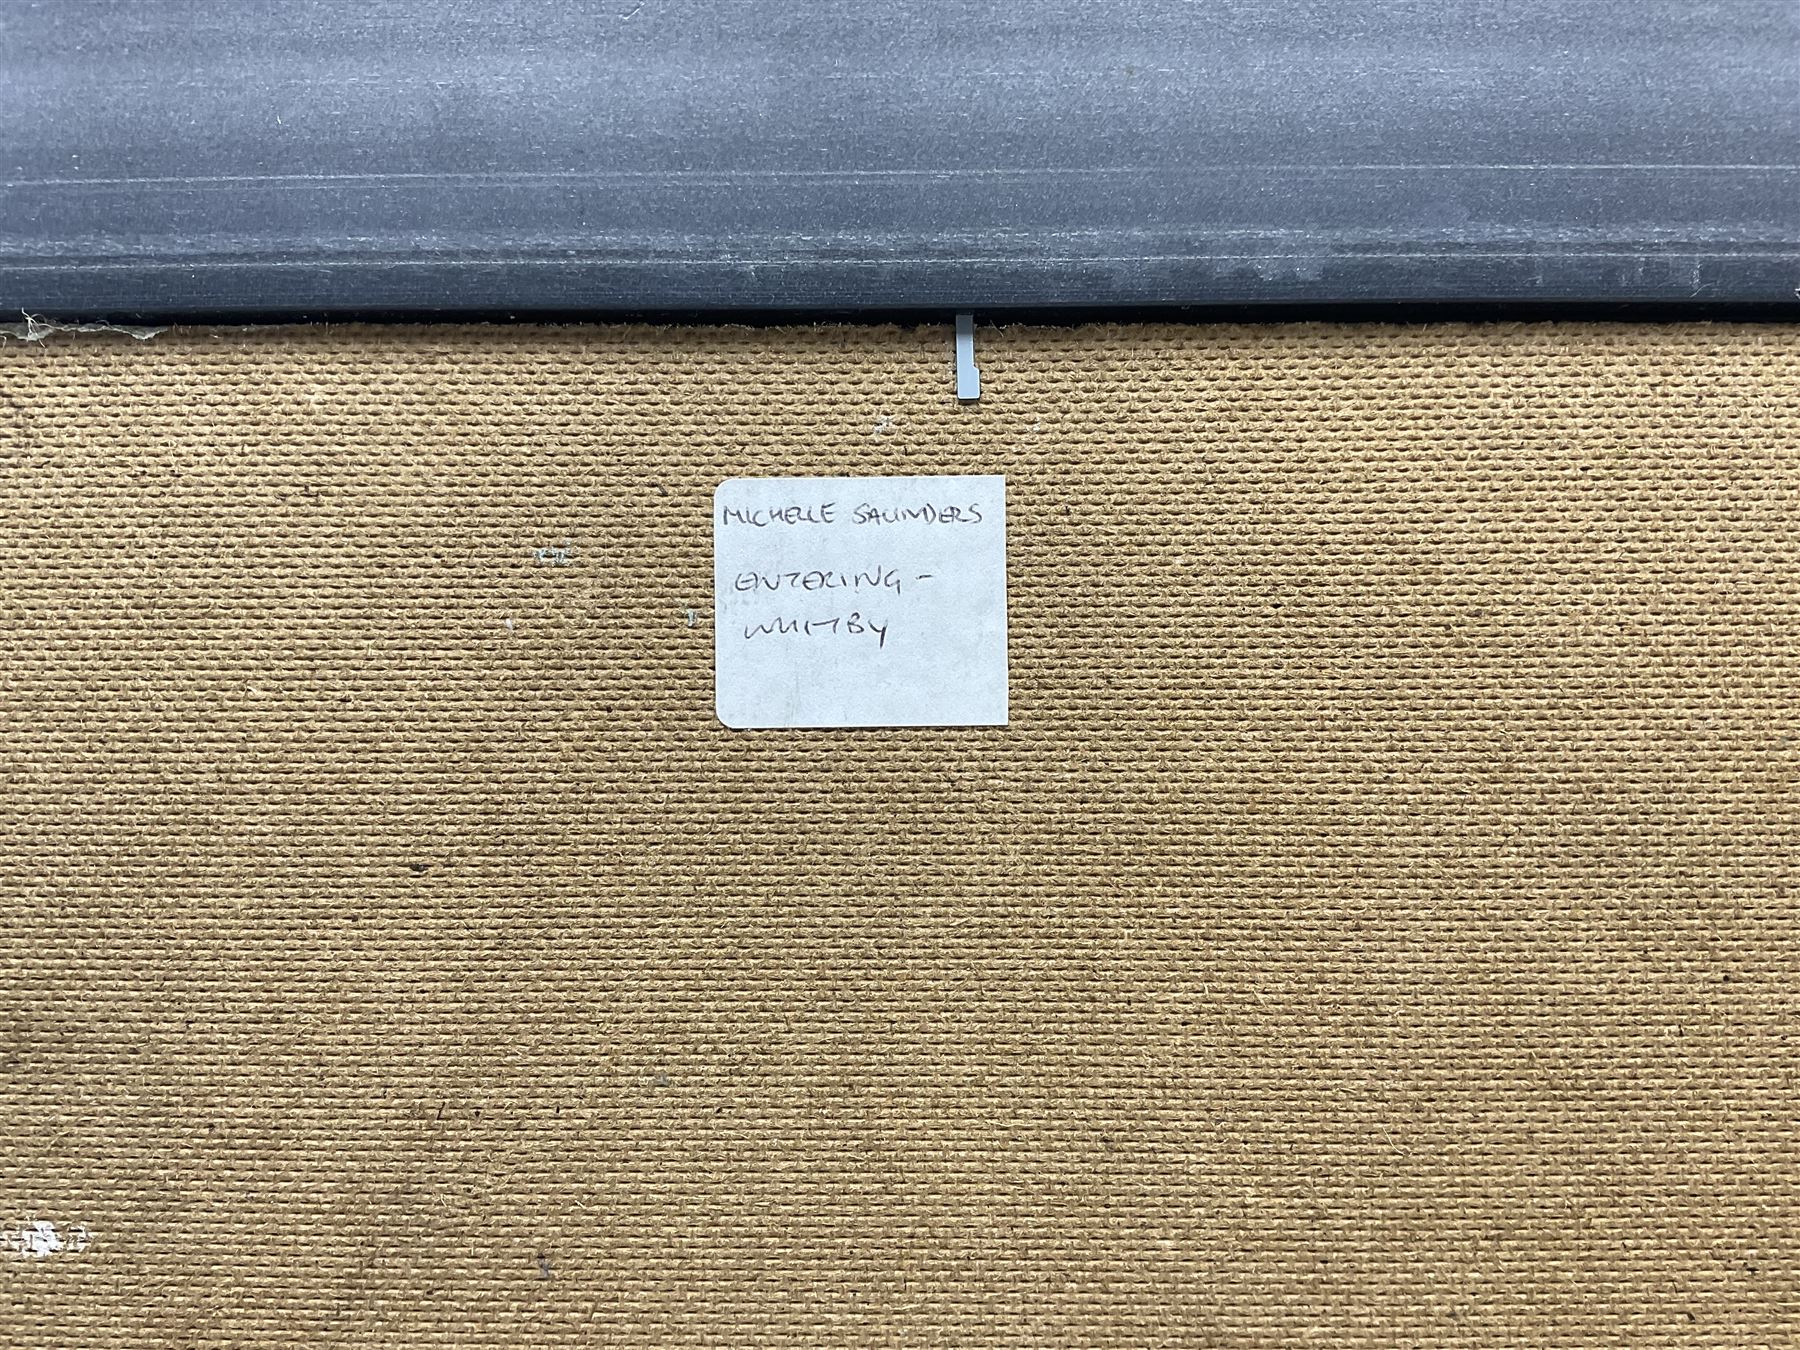 MICHELLE SAUNDERS
ENTERING -
WHITBY